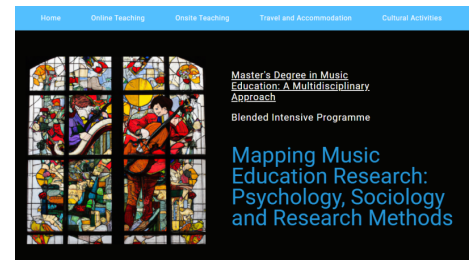 Home Online Teaching Onsite Teaching Travel and Accommodation Cultural Activities
Master's Degree in Music
Education: A Multidisciplinary
Approach
Blended Intensive Programme
Mapping Music
Education Research:
Psychology, Sociology
and Research Methods